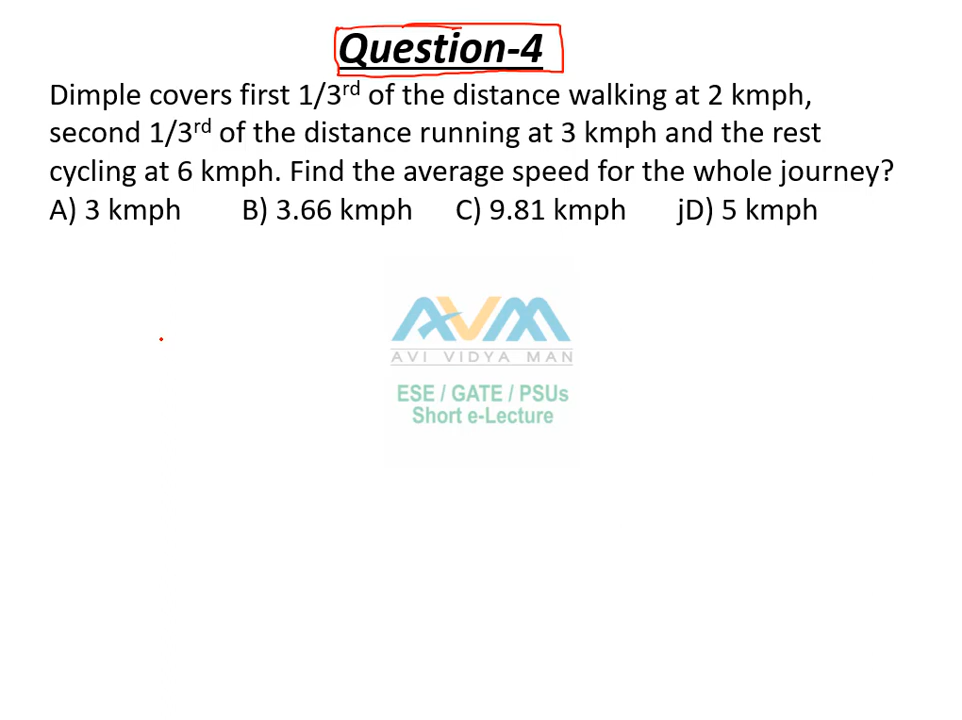 Question-4
Dimple covers first 1/3rd of the distance walking at 2 kmph,
second 1/3rd of the distance running at 3 kmph and the rest
cycling at 6 kmph. Find the average speed for the whole journey?
A) 3 kmph B) 3.66 kmph C) 9.81 kmph jD) 5 kmph
AVM
AVI VIDYA MAN
ESE / GATE / PSUs
Short e-Lecture